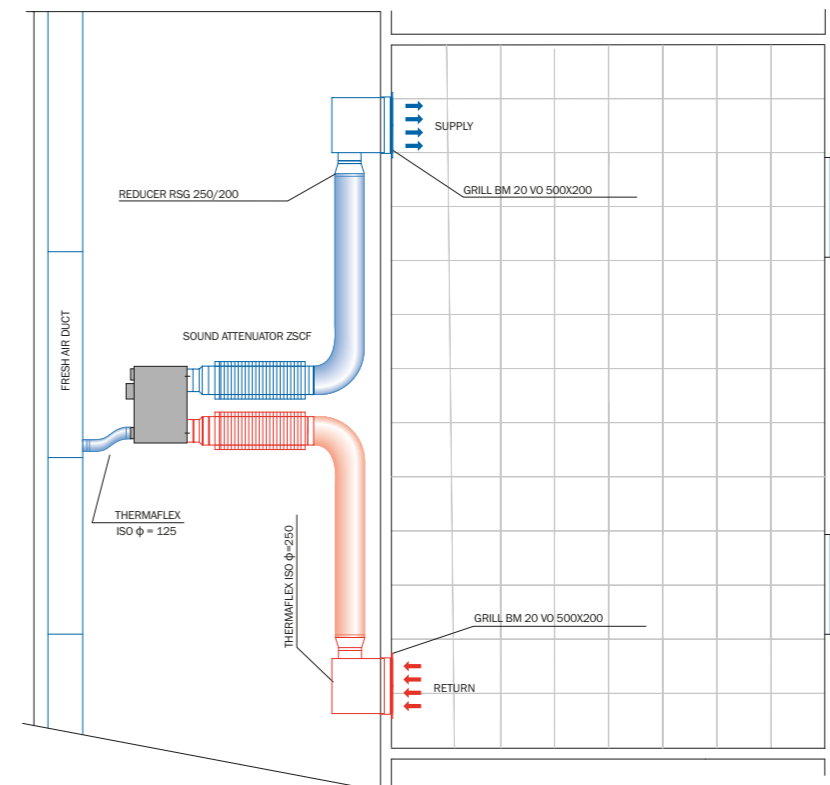 SUPPLY
REDUCER RSG 250/200
GRILL BM 20 VO 500X200
FRESH AIR DUCT
SOUND ATTENUATOR ZSCF
THERMAFLEX
ISO ϕ = 125
THERMAFLEX ISO ϕ=250
GRILL BM 20 VO 500X200
RETURN